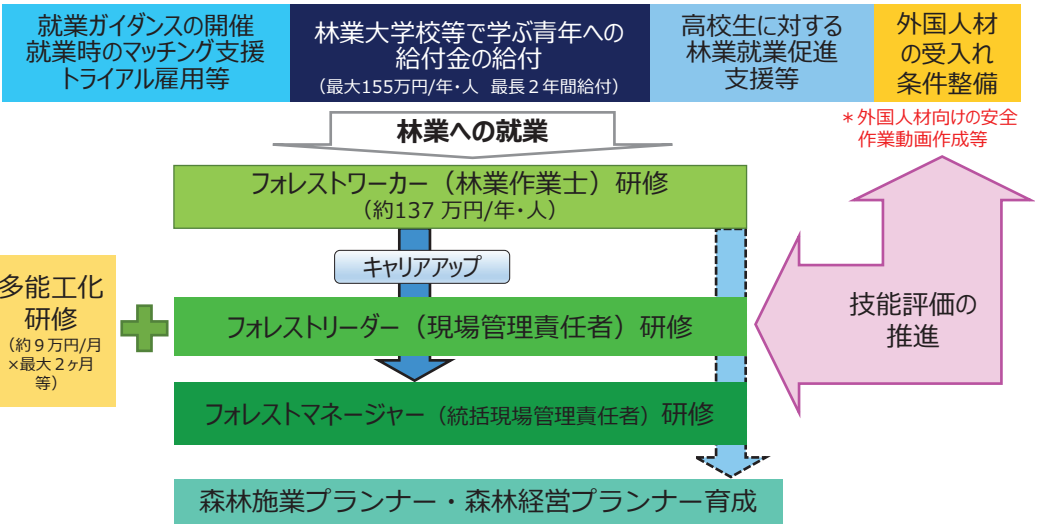 就業ガイダンスの開催
就業時のマッチング支援
トライアル雇用等
林業大学校等で学ぶ青年への
給付金の給付
（最大155万円/年・人 最長２年間給付）
高校生に対する
林業就業促進
支援等
外国人材
の受入れ
条件整備
＊外国人材向けの安全
作業動画作成等
林業への就業
フォレストワーカー（林業作業士）研修
（約137 万円/年・人）
キャリアアップ
多能工化
研修
（約９万円/月
×最大２ヶ月
等）
フォレストリーダー（現場管理責任者）研修
技能評価の
推進
フォレストマネージャー（統括現場管理責任者）研修
森林施業プランナー・森林経営プランナー育成